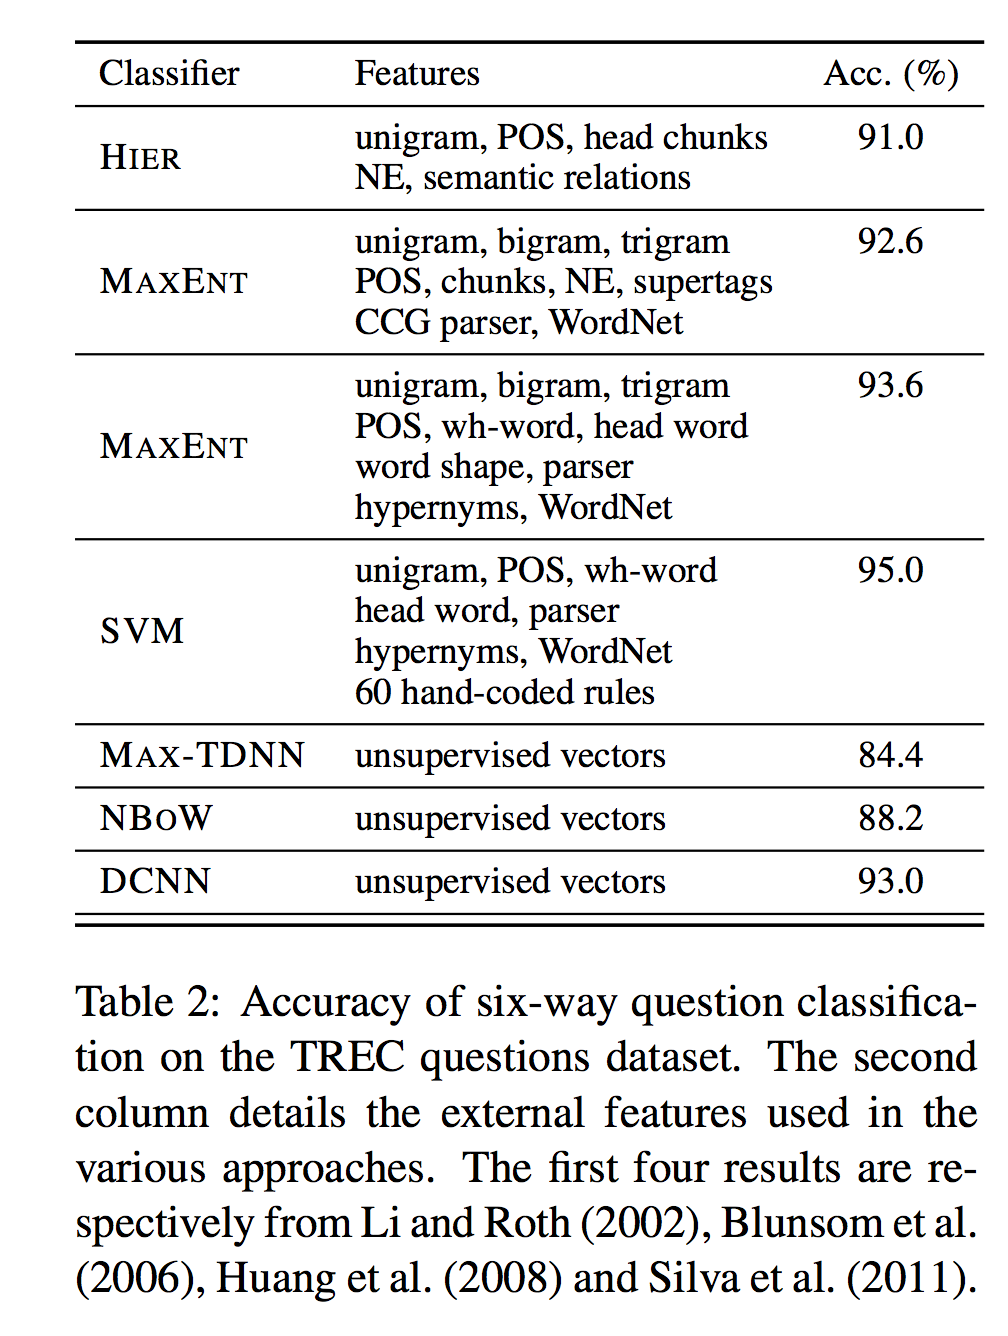 Classifier Features Acc. (%)
HIER unigram, POS, head chunks 91.0
NE, semantic relations
MAXENT unigram, bigram, trigram 92.6
POS, chunks, NE, supertags
CCG parser, WordNet
MAXENT unigram, bigram, trigram 93.6
POS, wh-word, head word
word shape, parser
hypernyms, WordNet
SVM unigram, POS, wh-word 95.0
head word, parser
hypernyms, WordNet
60 hand-coded rules
MAX-TDNN unsupervised vectors 84.4
NBOW unsupervised vectors 88.2
DCNN unsupervised vectors 93.0
Table 2: Accuracy of six-way question classifica-
tion on the TREC questions dataset. The second
column details the external features used in the
various approaches. The first four results are re-
spectively from Li and Roth (2002), Blunsom et al.
(2006), Huang et al. (2008) and Silva et al. (2011).